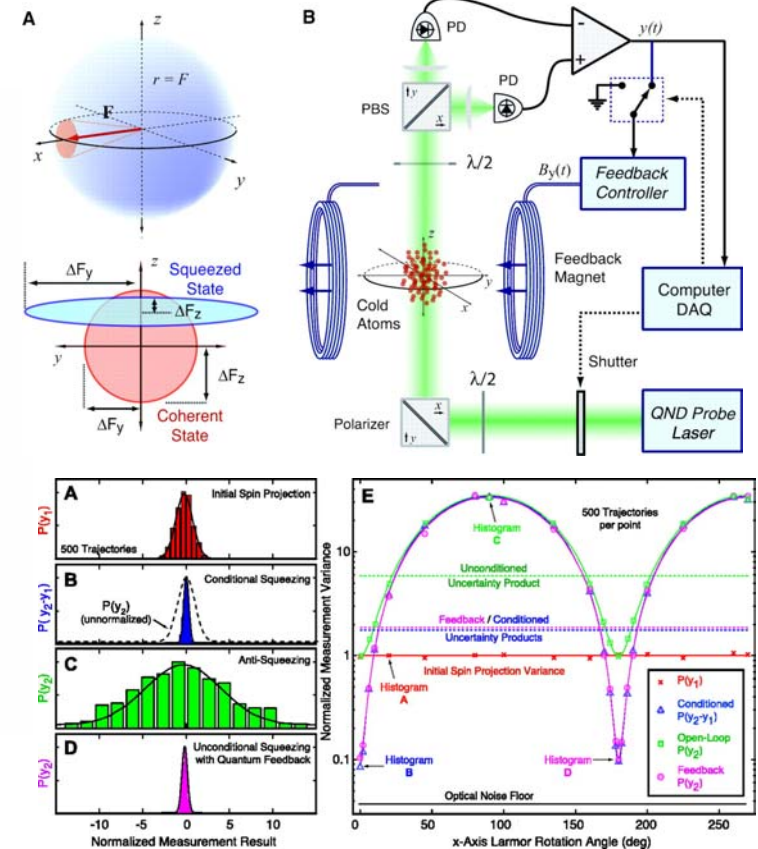 A
z
r = F
F
x
y
z
ΔFy
Squeezed
State
ΔFz
y
ΔFz
ΔFy
Coherent
State
B
PD
y(t)
-
+
PD
PBS
y
x
λ/2
By(t)
Feedback
Controller
z
y
x
Cold
Atoms
Feedback
Magnet
Computer
DAQ
Shutter
λ/2
Polarizer
x
y
QND Probe
Laser
A
Initial Spin Projection
500 Trajectories
P(y1)
B
Conditional Squeezing
P(y2)
(unnormalized)
P(y2-y1)
C
Anti-Squeezing
P(y2)
D
Unconditional Squeezing
with Quantum Feedback
P(y2)
-10 -5 0 5 10
Normalized Measurement Result
E
500 Trajectories
per point
Histogram
C
10
Unconditioned
Uncertainty Product
Feedback / Conditioned
Uncertainty Products
1
Initial Spin Projection Variance
Histogram
A
P(y1)
Conditioned
P(y2-y1)
Open-Loop
P(y2)
Feedback
P(y2)
0.1
Histogram
B
Histogram
D
Optical Noise Floor
0 50 100 150 200 250
x-Axis Larmor Rotation Angle (deg)
Normalized Measurement Variance